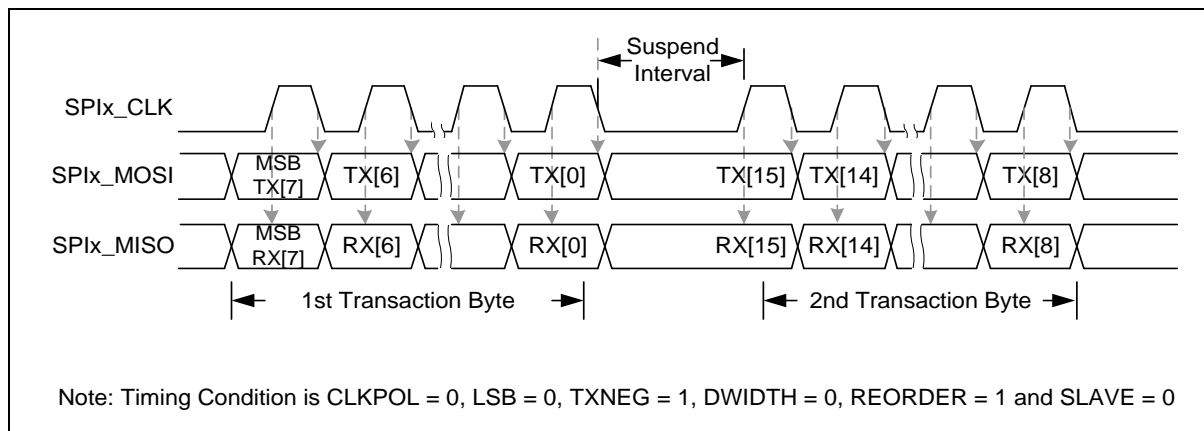 Suspend
Interval
SPIx_CLK
SPIx_MOSI
MSB
TX[7]
TX[6]
TX[0]
TX[15]
TX[14]
TX[8]
SPIx_MISO
MSB
RX[7]
RX[6]
RX[0]
RX[15]
RX[14]
RX[8]
1st Transaction Byte
2nd Transaction Byte
Note: Timing Condition is CLKPOL = 0, LSB = 0, TXNEG = 1, DWIDTH = 0, REORDER = 1 and SLAVE = 0